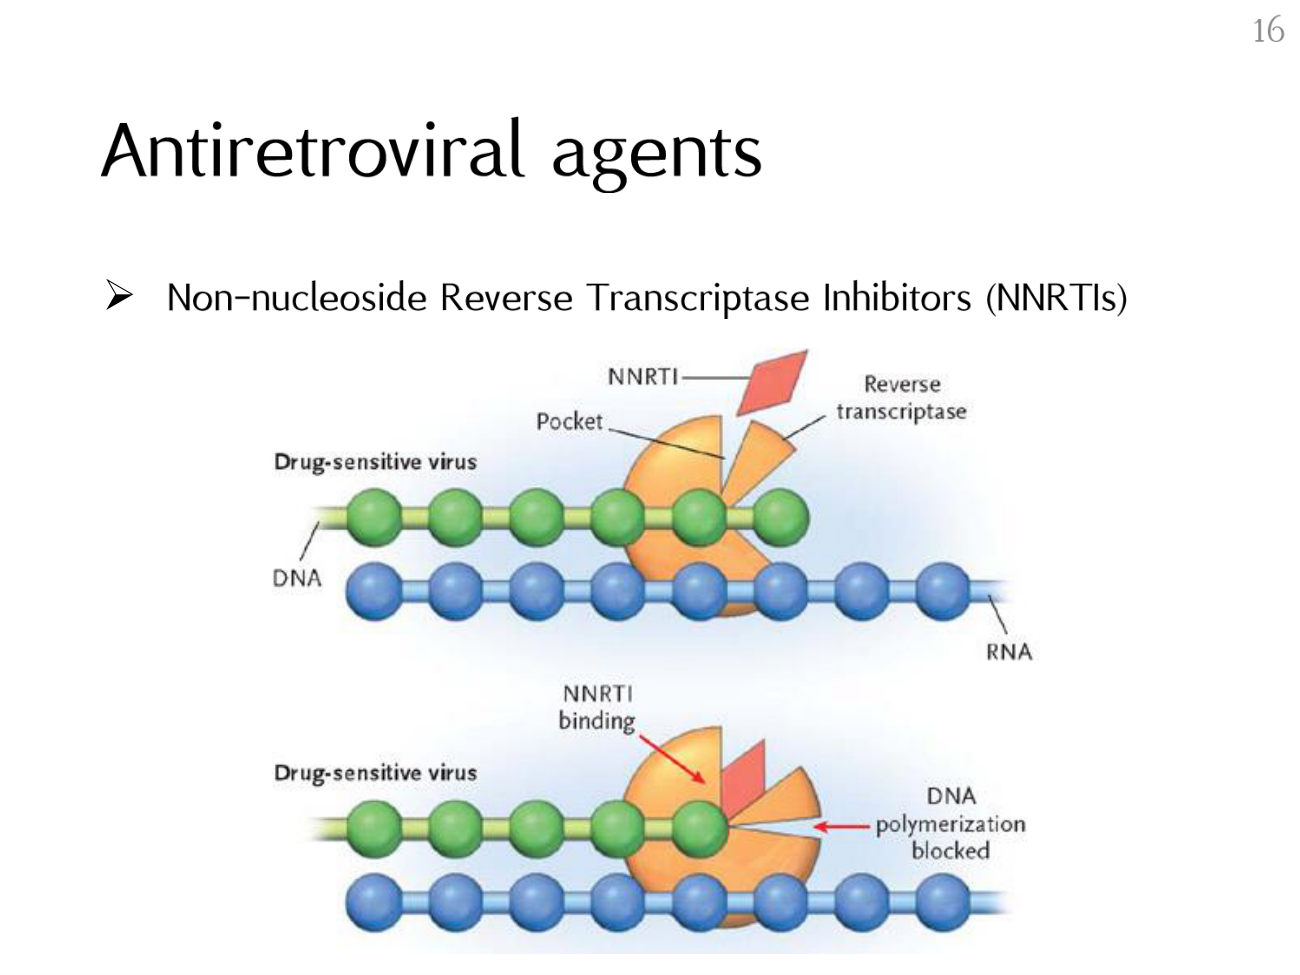 16
Antiretroviral agents
➢ Non-nucleoside Reverse Transcriptase Inhibitors (NNRTIs)
NNRTI
Reverse
transcriptase
Pocket
Drug-sensitive virus
DNA
RNA
NNRTI
binding
Drug-sensitive virus
DNA
polymerization
blocked